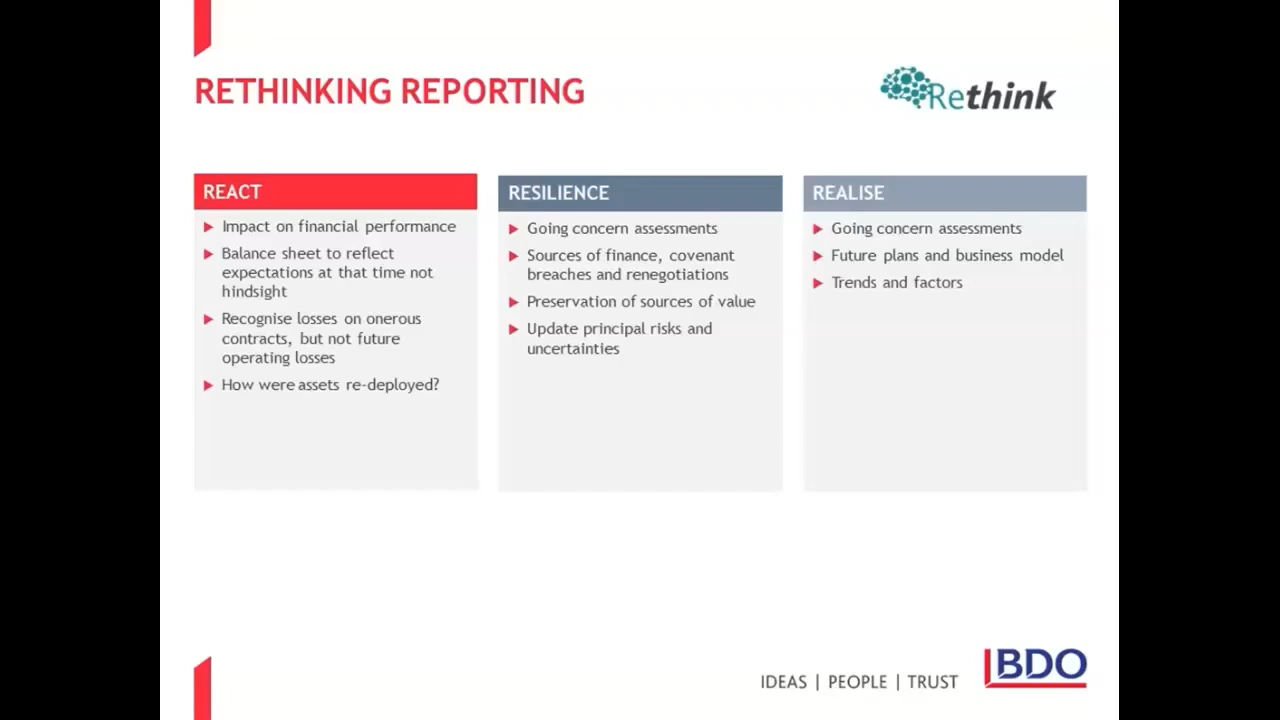 RETHINKING REPORTING
Rethink
REACT
Impact on financial performance
Balance sheet to reflect
expectations at that time not
hindsight
Recognise losses on onerous
contracts, but not future
operating losses
How were assets re-deployed?
RESILIENCE
Going concern assessments
Sources of finance, covenant
breaches and renegotiations
Preservation of sources of value
Update principal risks and
uncertainties
REALISE
Going concern assessments
Future plans and business model
Trends and factors
IDEAS | PEOPLE | TRUST
BDO